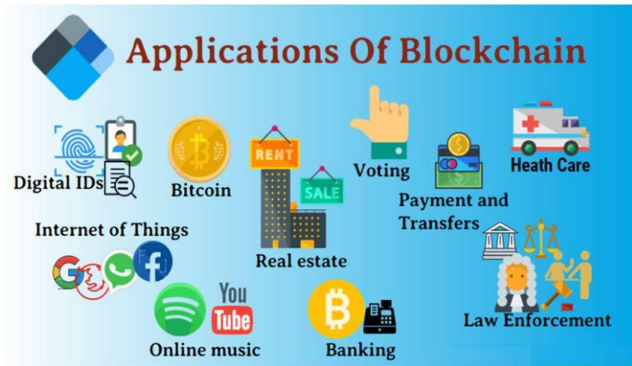 Applications Of Blockchain
Digital IDs
Bitcoin
RENT
SALE
Real estate
Voting
Payment and
Transfers
Heath Care
Internet of Things
Online music
You
Tube
Banking
Law Enforcement